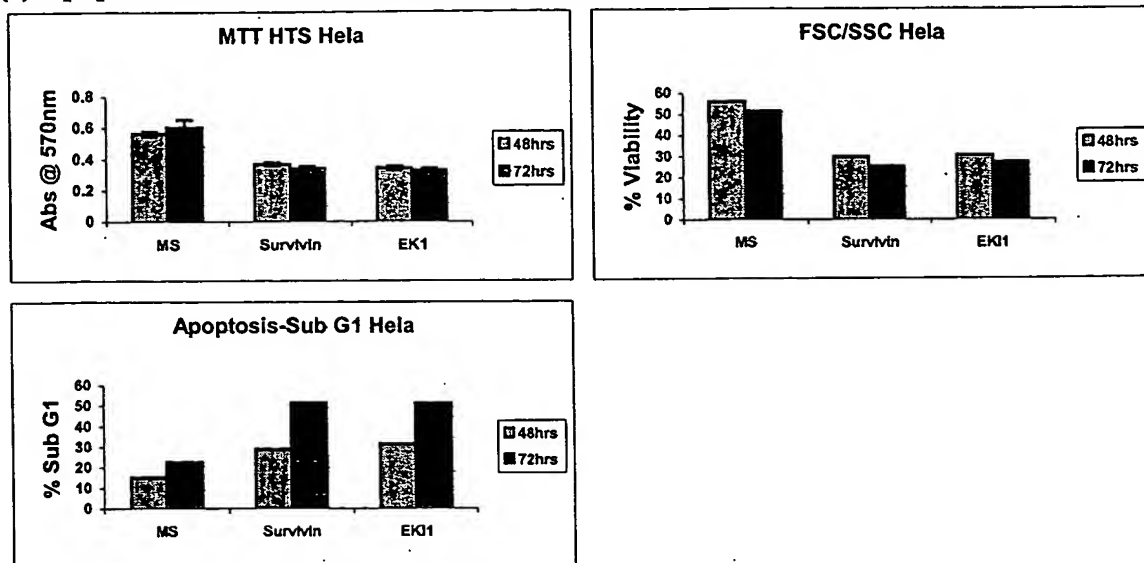 MTT HTS Hela
Abs @ 570nm
0.8
0.6
0.4
0.2
0
MS
Survivin
EK1
48hrs
72hrs
FSC/SSC Hela
% Viability
60
50
40
30
20
10
0
MS
Survivin
EKI1
48hrs
72hrs
Apoptosis-Sub G1 Hela
% Sub G1
60
50
40
30
20
10
0
MS
Survivin
EKI1
48hrs
72hrs